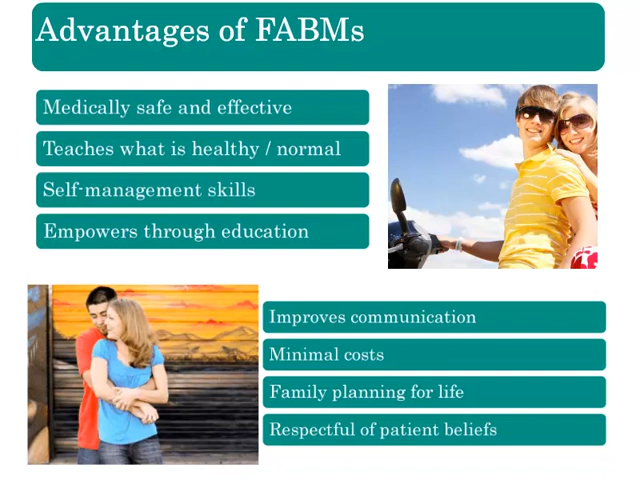 Advantages of FABMs
Medically safe and effective
Teaches what is healthy / normal
Self-management skills
Empowers through education
Improves communication
Minimal costs
Family planning for life
Respectful of patient beliefs